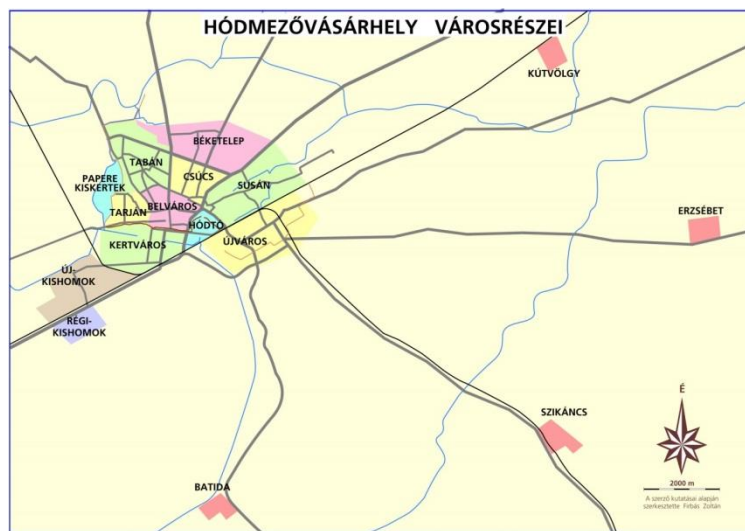 HÓDMEZŐVÁSÁRHELY VÁROSRÉSZEI
KÚTVÖLGY
BÉKETELEP
TABÁN
CSÚCS
PAPERE
KISKERTEK
SUSÁN
BELVÁROS
TARJÁN
HÓDTÓ
ERZSÉBET
KERTVÁROS
ÚJVÁROS
ÚJ-
KISHOMOK
RÉGI-
KISHOMOK
SZIKÁNCS
BATIDA
É
2000 m
A szerző kutatásai alapján
szerkesztette Firbás Zoltán